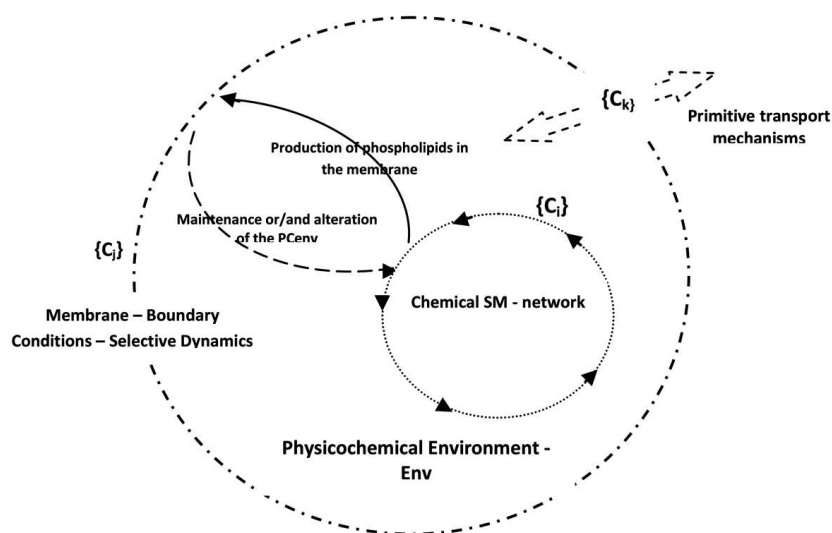 {Cₖ}
Primitive transport
mechanisms
Production of phospholipids in
the membrane
{Cᵢ}
Maintenance or/and alteration
of the PCenv
{Cⱼ}
Chemical SM - network
Membrane – Boundary
Conditions – Selective Dynamics
Physicochemical Environment -
Env